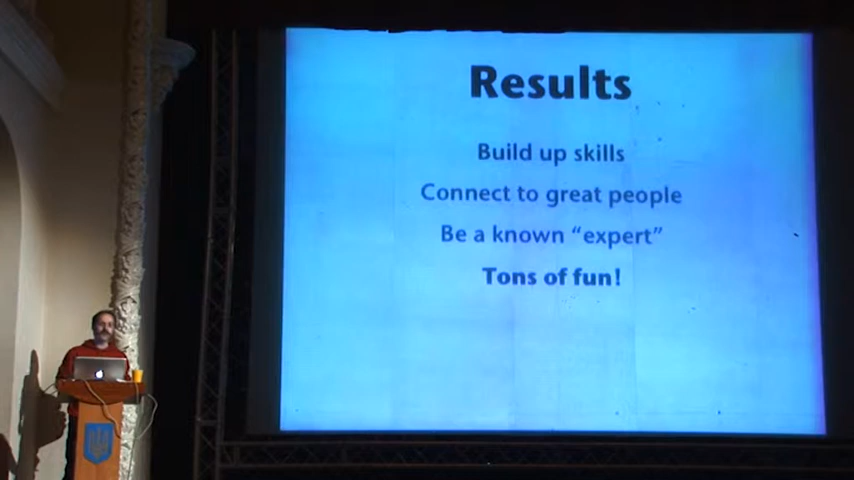 Results
Build up skills
Connect to great people
Be a known “expert”
Tons of fun!